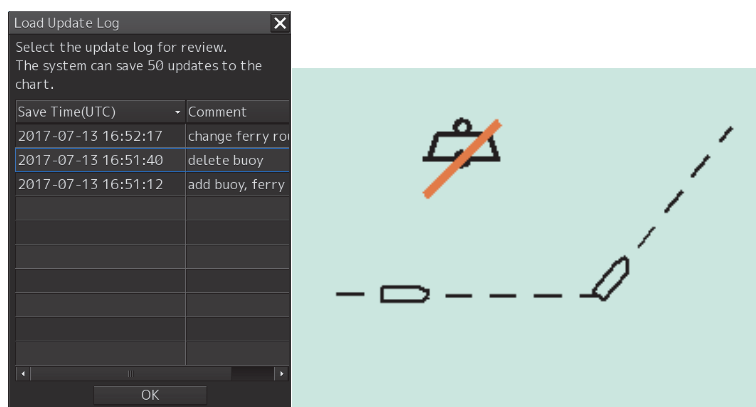 Load Update Log
Select the update log for review.
The system can save 50 updates to the
chart.
Save Time(UTC) Comment
2017-07-13 16:52:17 change ferry
2017-07-13 16:51:40 delete buoy
2017-07-13 16:51:12 add buoy, ferry
OK